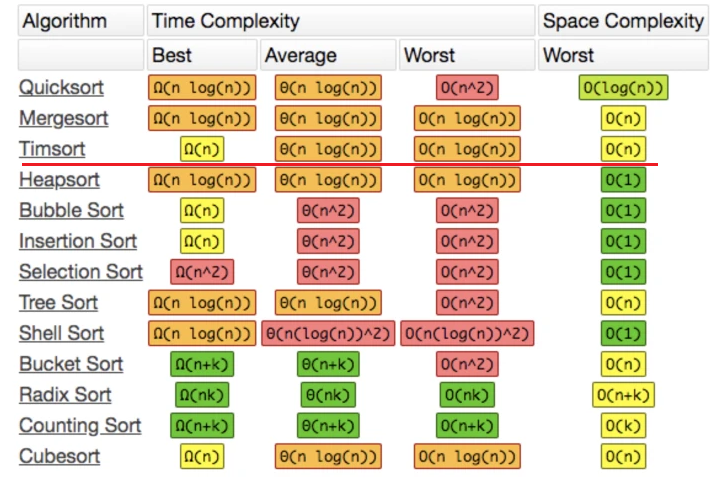 Algorithm Time Complexity Space Complexity
Best Average Worst Worst
Quicksort Ω(n log(n)) θ(n log(n)) O(n^2) O(log(n))
Mergesort Ω(n log(n)) θ(n log(n)) O(n log(n)) O(n)
Timsort Ω(n) θ(n log(n)) O(n log(n)) O(n)
Heapsort Ω(n log(n)) θ(n log(n)) O(n log(n)) O(1)
Bubble Sort Ω(n) θ(n^2) O(n^2) O(1)
Insertion Sort Ω(n) θ(n^2) O(n^2) O(1)
Selection Sort Ω(n^2) θ(n^2) O(n^2) O(1)
Tree Sort Ω(n log(n)) θ(n log(n)) O(n^2) O(n)
Shell Sort Ω(n log(n)) θ(n(log(n))^2) O(n(log(n))^2) O(1)
Bucket Sort Ω(n+k) θ(n+k) O(n^2) O(n)
Radix Sort Ω(nk) θ(nk) O(nk) O(n+k)
Counting Sort Ω(n+k) θ(n+k) O(n+k) O(k)
Cubesort Ω(n) θ(n log(n)) O(n log(n)) O(n)